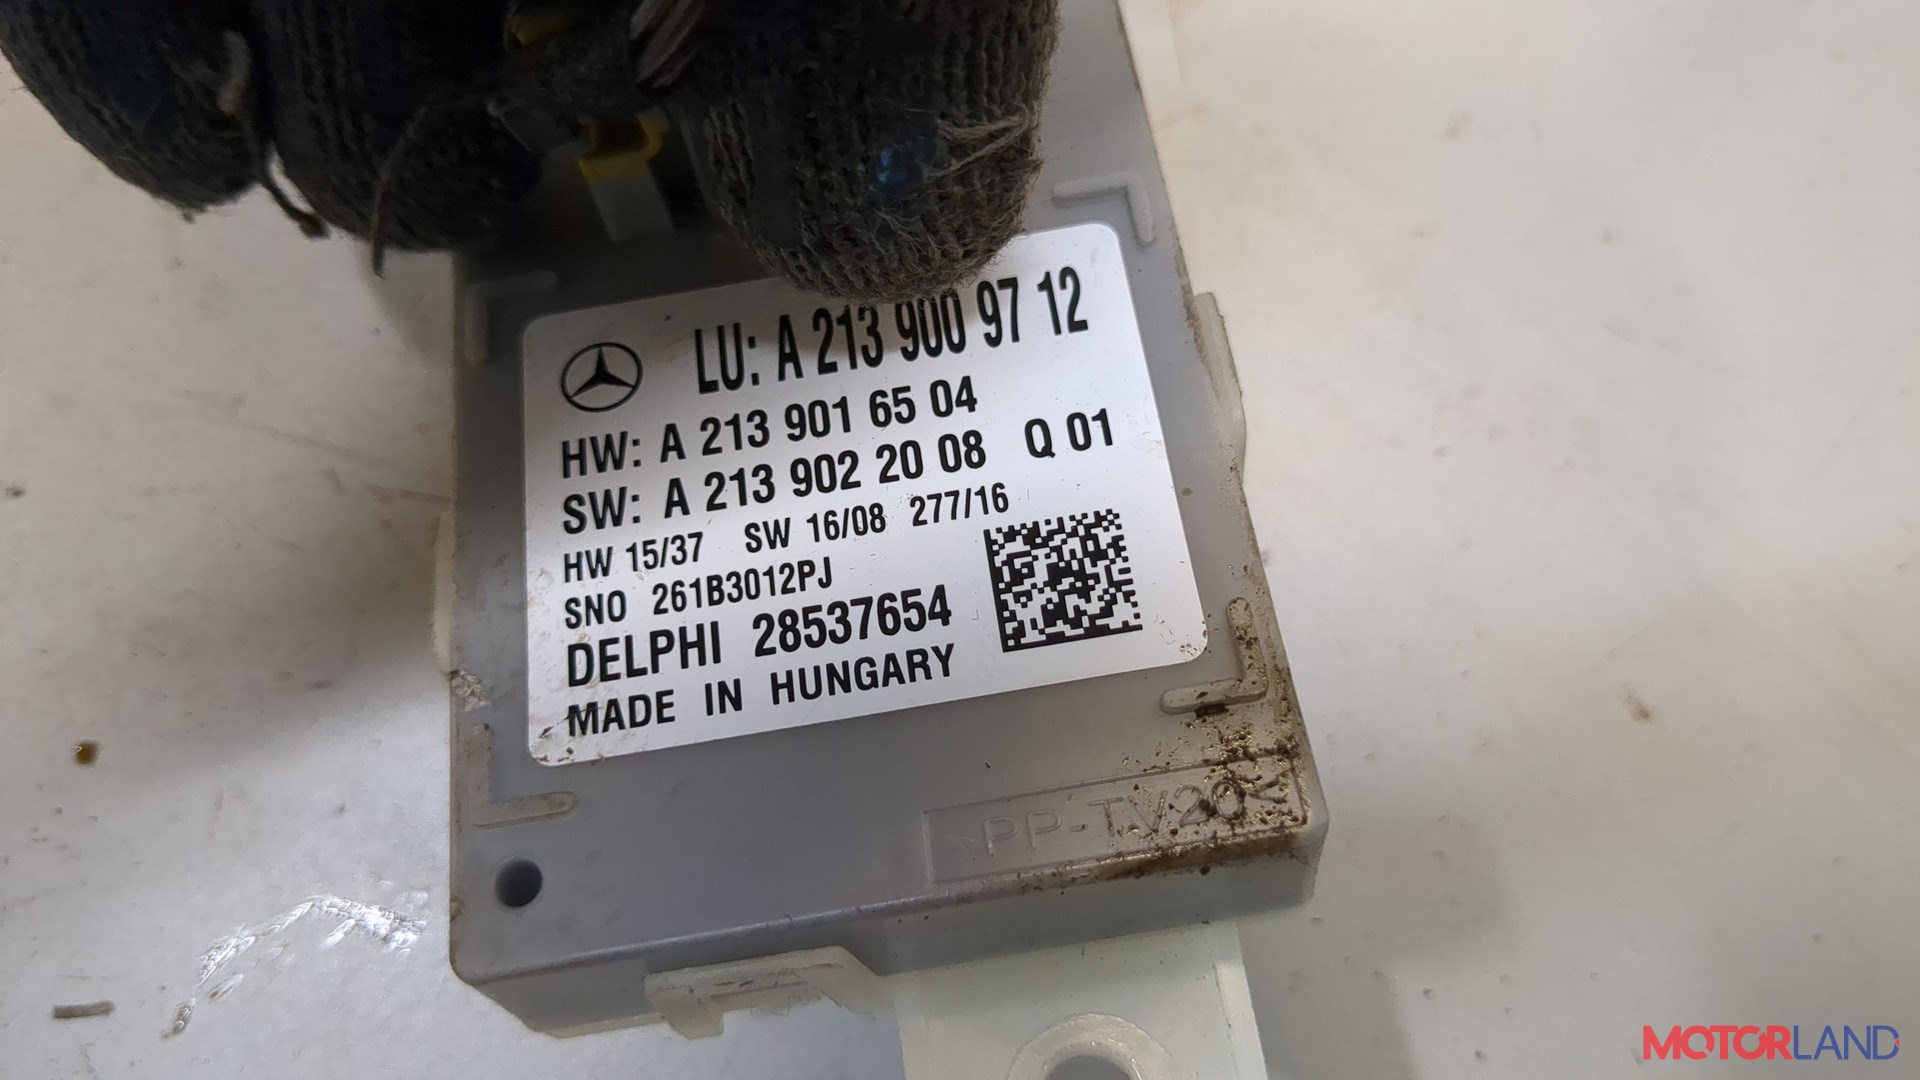 LU: A 213 900 97 12
HW: A 213 901 65 04
SW: A 213 902 20 08 Q 01
HW 15/37 SW 16/08 277/16
SNO 261B3012PJ
DELPHI 28537654
MADE IN HUNGARY
>PP-TV20<
MOTORLAND